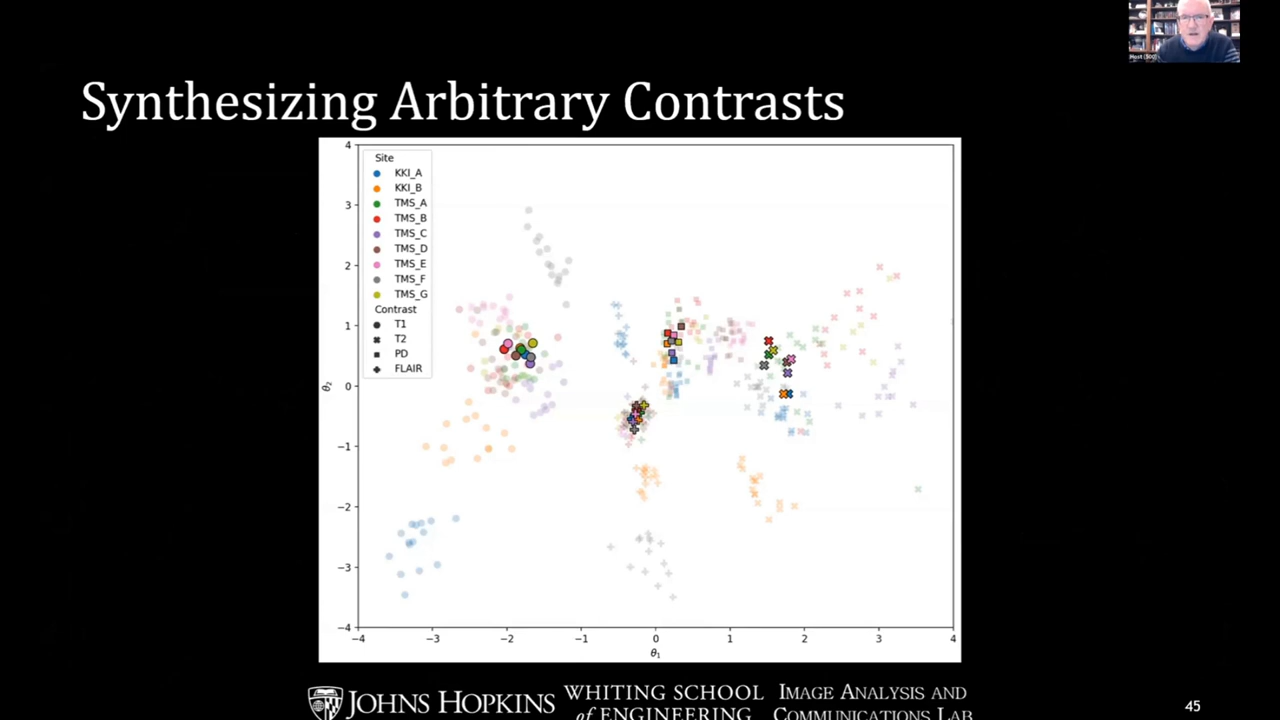 Host (500)
Synthesizing Arbitrary Contrasts
Site
KKI_A
KKI_B
TMS_A
TMS_B
TMS_C
TMS_D
TMS_E
TMS_F
TMS_G
Contrast
T1
T2
PD
FLAIR
4
3
2
1
0
−1
−2
−3
−4
θ2
−4 −3 −2 −1 0 1 2 3 4
θ1
JOHNS HOPKINS
WHITING SCHOOL
of ENGINEERING
IMAGE ANALYSIS AND
COMMUNICATIONS LAB
45